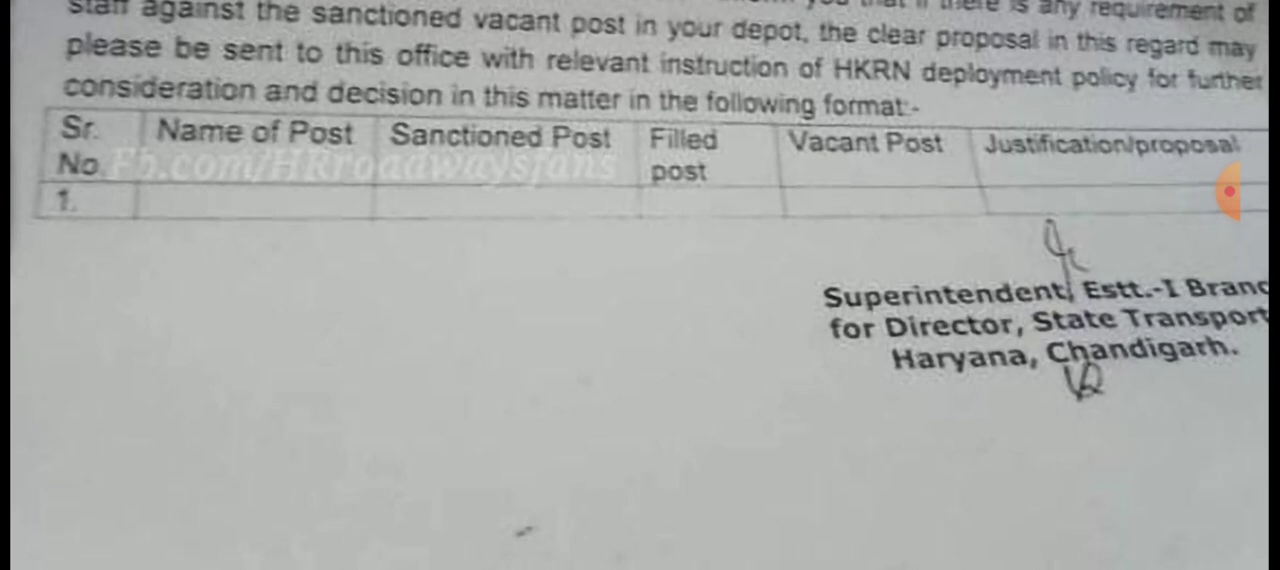 staff against the sanctioned vacant post in your depot, the clear proposal in this regard may
please be sent to this office with relevant instruction of HKRN deployment policy for further
consideration and decision in this matter in the following format:-
Sr. No. Name of Post Sanctioned Post Filled post Vacant Post Justification/proposal
Fb.com/HRroadwaysfans
1.
Superintendent, Estt.-I Branc
for Director, State Transport
Haryana, Chandigarh.